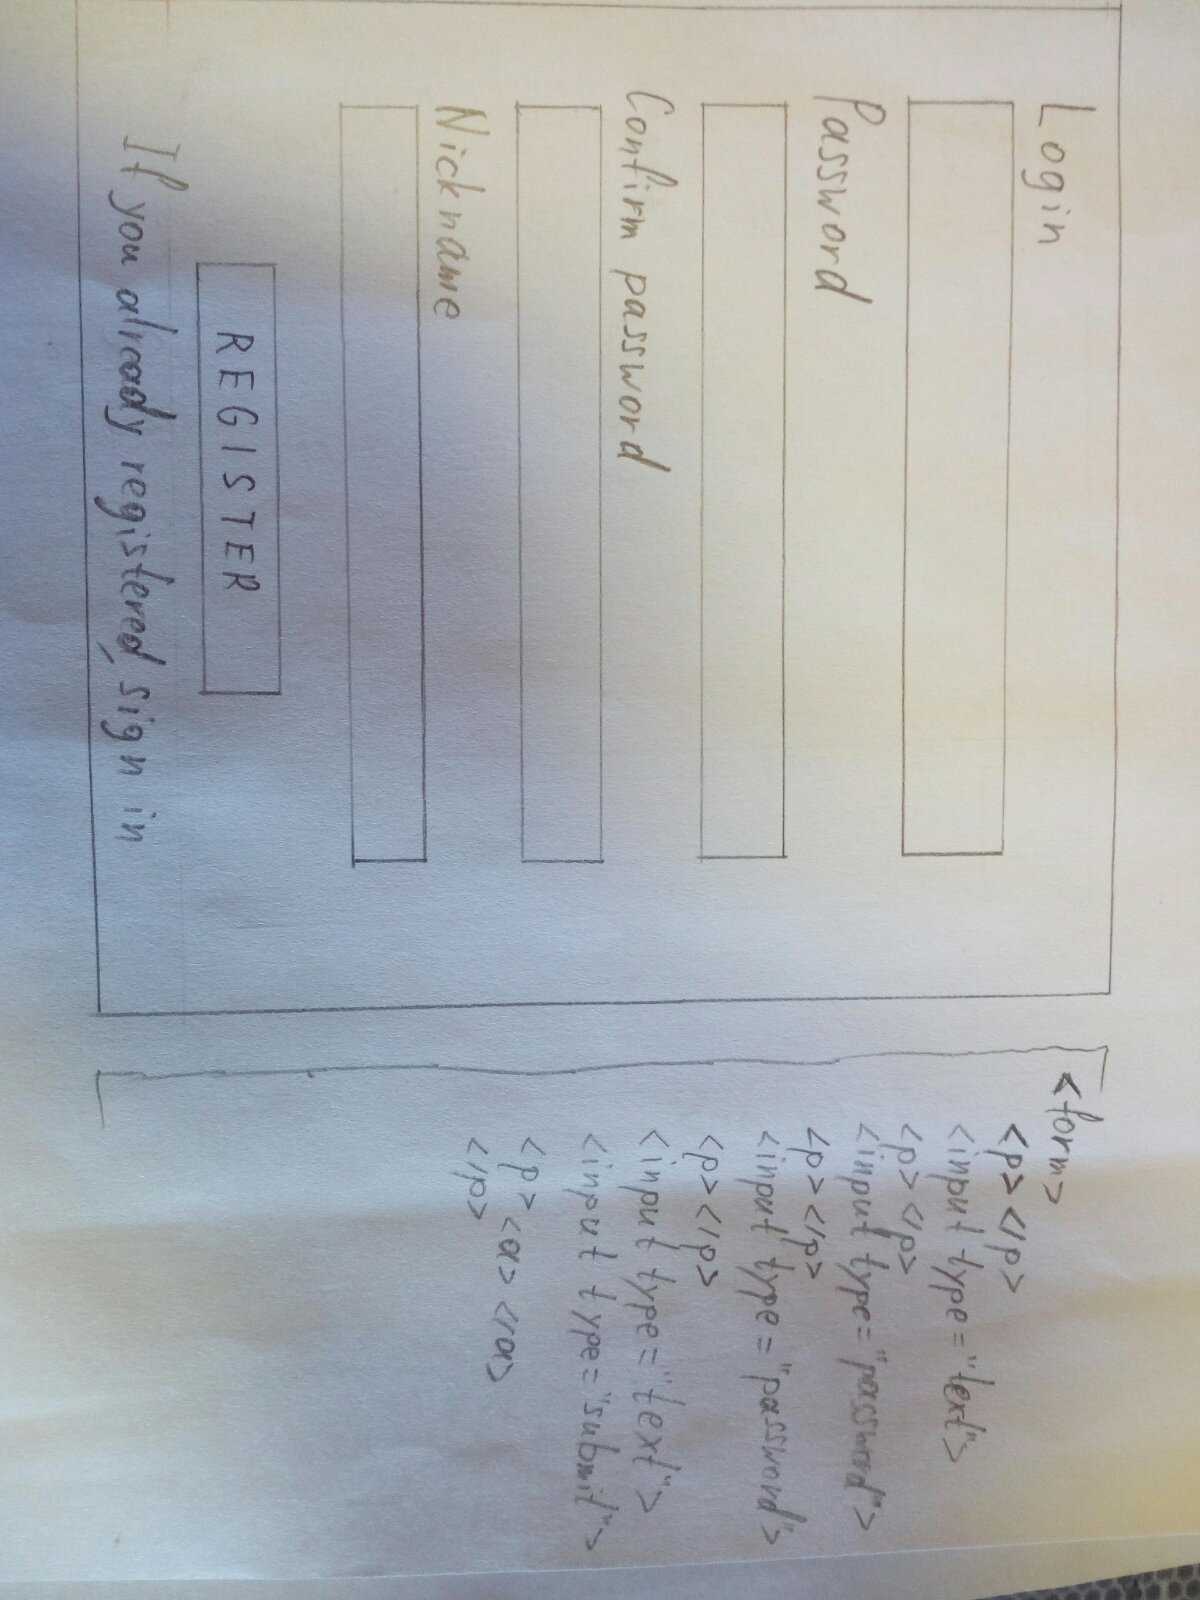 Login
Password
Confirm password
Nickname
REGISTER
If you already registered, sign in
<form>
<p></p>
<input type="text">
<p></p>
<input type="password">
<p></p>
<input type="password">
<p></p>
<input type="text">
<input type="submit">
<p><a></a>
</p>